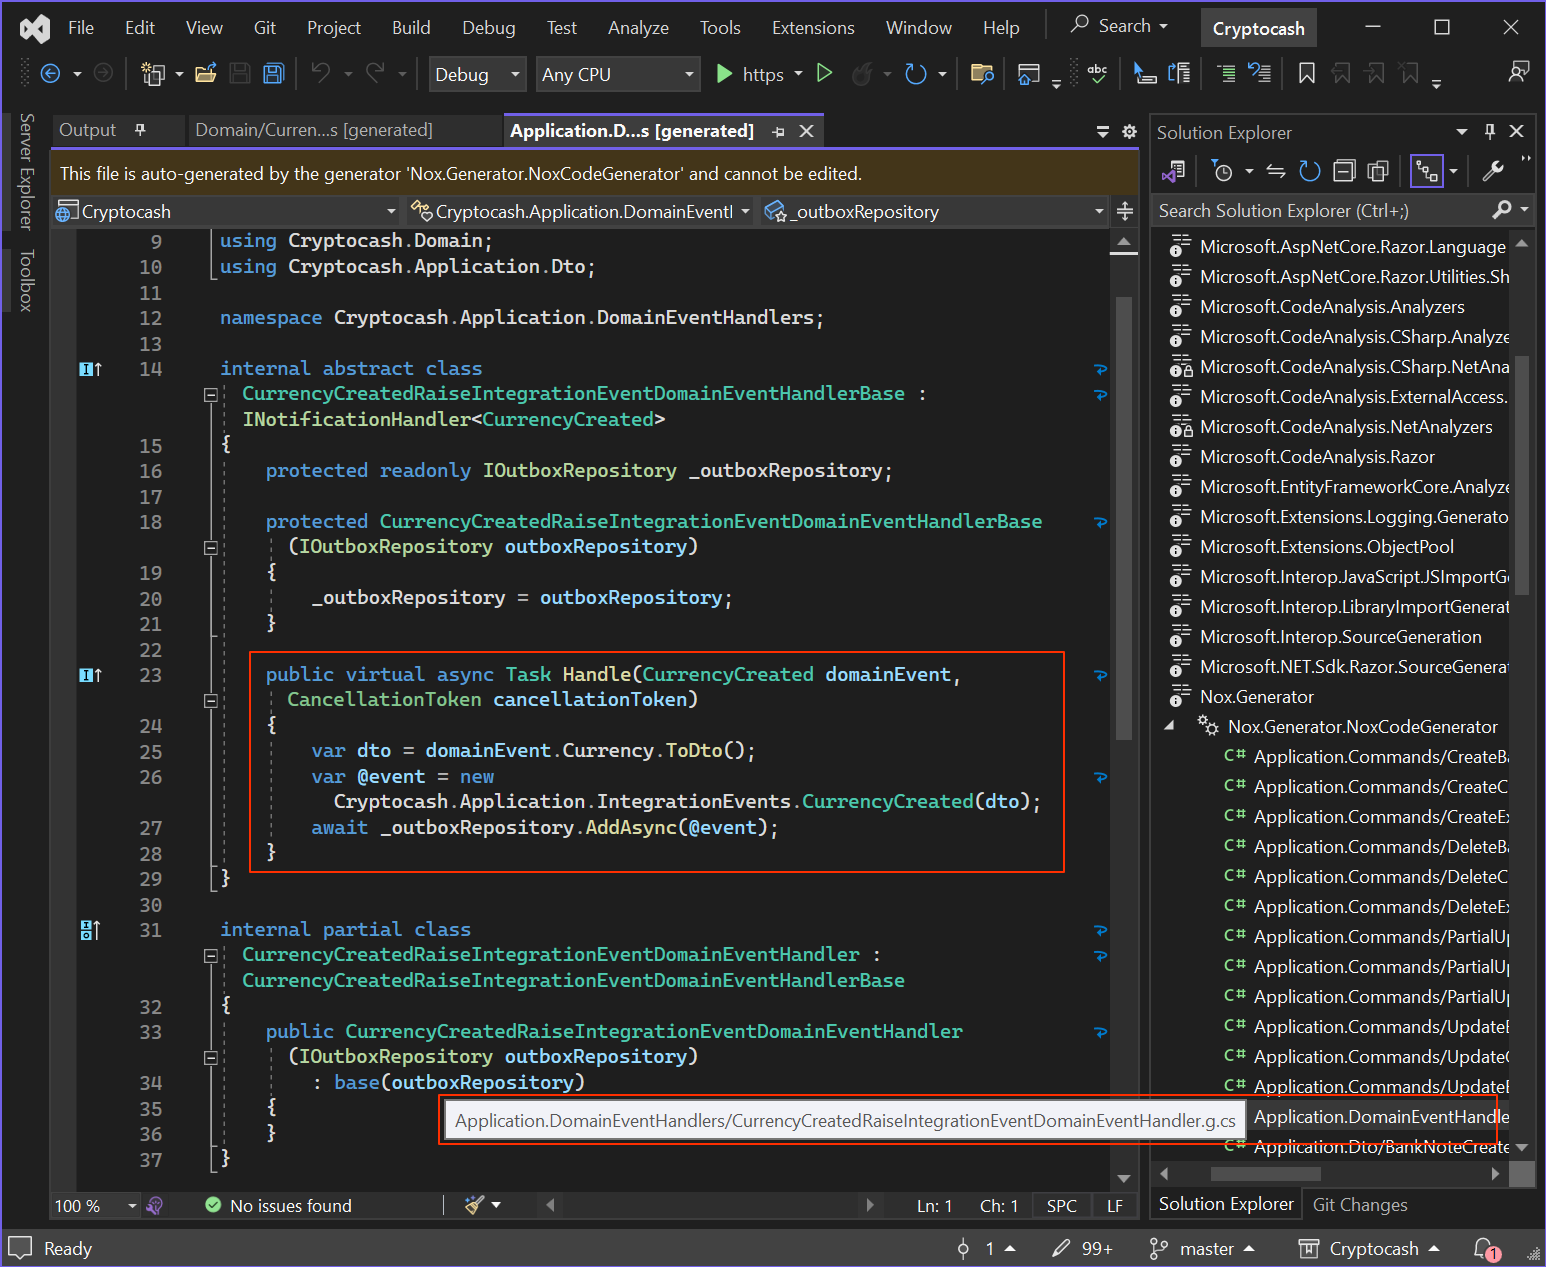 File Edit View Git Project Build Debug Test Analyze Tools Extensions Window Help Search Cryptocash
Debug Any CPU https abc
Server Explorer
Toolbox
Output Domain/Curren...s [generated] Application.D...s [generated]
This file is auto-generated by the generator 'Nox.Generator.NoxCodeGenerator' and cannot be edited.
Cryptocash Cryptocash.Application.DomainEventl _outboxRepository
9 using Cryptocash.Domain;
10 using Cryptocash.Application.Dto;
11
12 namespace Cryptocash.Application.DomainEventHandlers;
13
14 internal abstract class
CurrencyCreatedRaiseIntegrationEventDomainEventHandlerBase :
INotificationHandler<CurrencyCreated>
15 {
16 protected readonly IOutboxRepository _outboxRepository;
17
18 protected CurrencyCreatedRaiseIntegrationEventDomainEventHandlerBase
(IOutboxRepository outboxRepository)
19 {
20 _outboxRepository = outboxRepository;
21 }
22
23 public virtual async Task Handle(CurrencyCreated domainEvent,
CancellationToken cancellationToken)
24 {
25 var dto = domainEvent.Currency.ToDto();
26 var @event = new
Cryptocash.Application.IntegrationEvents.CurrencyCreated(dto);
27 await _outboxRepository.AddAsync(@event);
28 }
29 }
30
31 internal partial class
CurrencyCreatedRaiseIntegrationEventDomainEventHandler :
CurrencyCreatedRaiseIntegrationEventDomainEventHandlerBase
32 {
33 public CurrencyCreatedRaiseIntegrationEventDomainEventHandler
(IOutboxRepository outboxRepository)
34 : base(outboxRepository)
35 {
36 }
37 }
Application.DomainEventHandlers/CurrencyCreatedRaiseIntegrationEventDomainEventHandler.g.cs
100 % No issues found Ln: 1 Ch: 1 SPC LF
Solution Explorer
Search Solution Explorer (Ctrl+;)
Microsoft.AspNetCore.Razor.Language
Microsoft.AspNetCore.Razor.Utilities.Sh
Microsoft.CodeAnalysis.Analyzers
Microsoft.CodeAnalysis.CSharp.Analyze
Microsoft.CodeAnalysis.CSharp.NetAna
Microsoft.CodeAnalysis.ExternalAccess.
Microsoft.CodeAnalysis.NetAnalyzers
Microsoft.CodeAnalysis.Razor
Microsoft.EntityFrameworkCore.Analyze
Microsoft.Extensions.Logging.Generato
Microsoft.Extensions.ObjectPool
Microsoft.Interop.JavaScript.JSImportG
Microsoft.Interop.LibraryImportGenerat
Microsoft.Interop.SourceGeneration
Microsoft.NET.Sdk.Razor.SourceGenerat
Nox.Generator
Nox.Generator.NoxCodeGenerator
C# Application.Commands/CreateBa
C# Application.Commands/CreateC
C# Application.Commands/CreateEx
C# Application.Commands/DeleteBa
C# Application.Commands/DeleteC
C# Application.Commands/DeleteEx
C# Application.Commands/PartialUp
C# Application.Commands/PartialUp
C# Application.Commands/PartialUp
C# Application.Commands/UpdateB
C# Application.Commands/UpdateC
C# Application.Commands/UpdateE
Application.DomainEventHandle
C# Application.Dto/BankNoteCreate
Solution Explorer Git Changes
Ready 1 99+ master Cryptocash 1